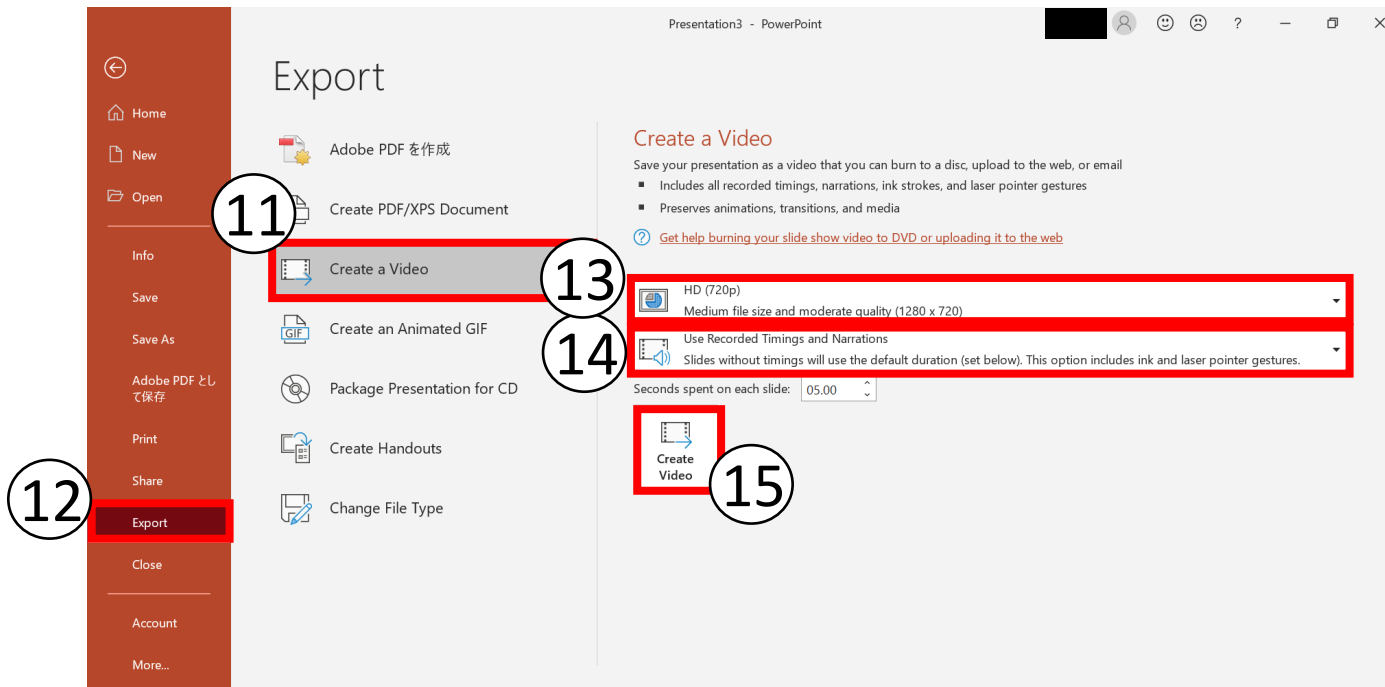 Presentation3 - PowerPoint
?
Home
New
Open
Info
Save
Save As
Adobe PDF とし
て保存
Print
Share
12
Export
Close
Account
More...
Export
Adobe PDF を作成
Create PDF/XPS Document
11
Create a Video
GIF
Create an Animated GIF
Package Presentation for CD
Create Handouts
Change File Type
Create a Video
Save your presentation as a video that you can burn to a disc, upload to the web, or email
▪ Includes all recorded timings, narrations, ink strokes, and laser pointer gestures
▪ Preserves animations, transitions, and media
? Get help burning your slide show video to DVD or uploading it to the web
13
HD (720p)
Medium file size and moderate quality (1280 x 720)
14
Use Recorded Timings and Narrations
Slides without timings will use the default duration (set below). This option includes ink and laser pointer gestures.
Seconds spent on each slide: 05.00
Create
Video
15